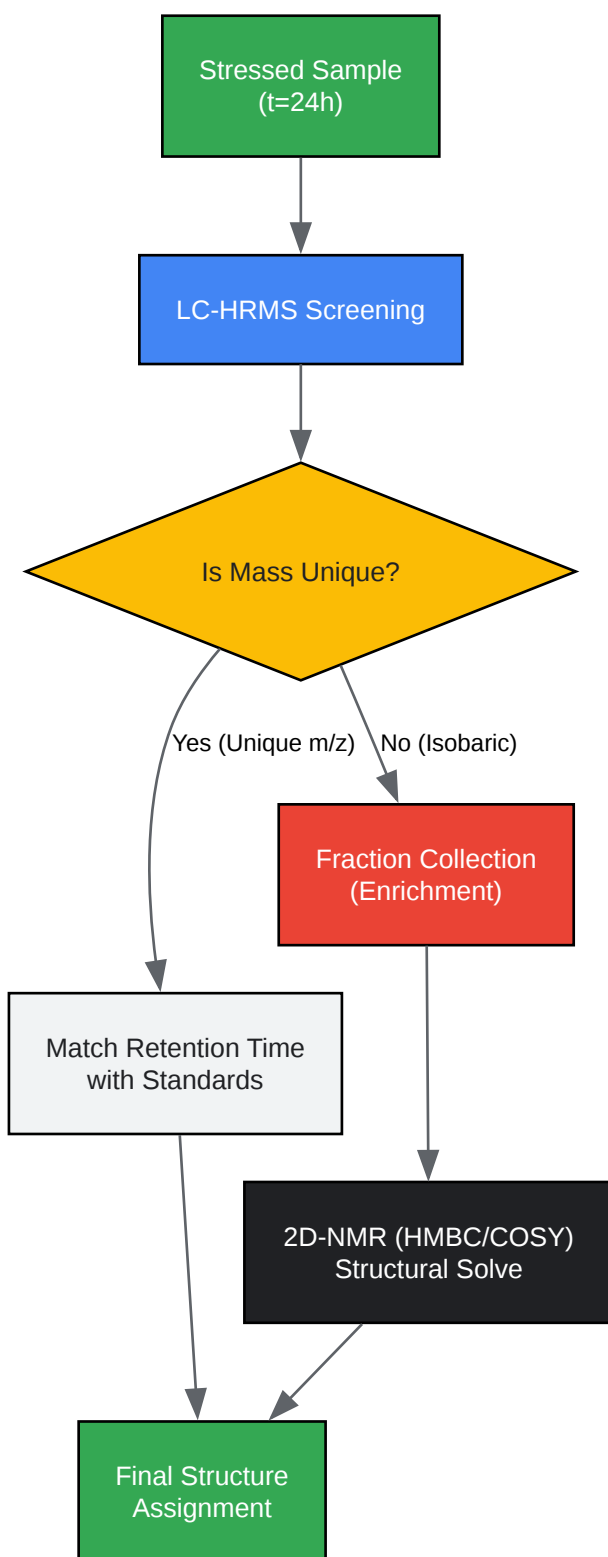 Stressed Sample
(t=24h)
LC-HRMS Screening
Is Mass Unique?
Yes (Unique m/z)
No (Isobaric)
Fraction Collection
(Enrichment)
Match Retention Time
with Standards
2D-NMR (HMBC/COSY)
Structural Solve
Final Structure
Assignment